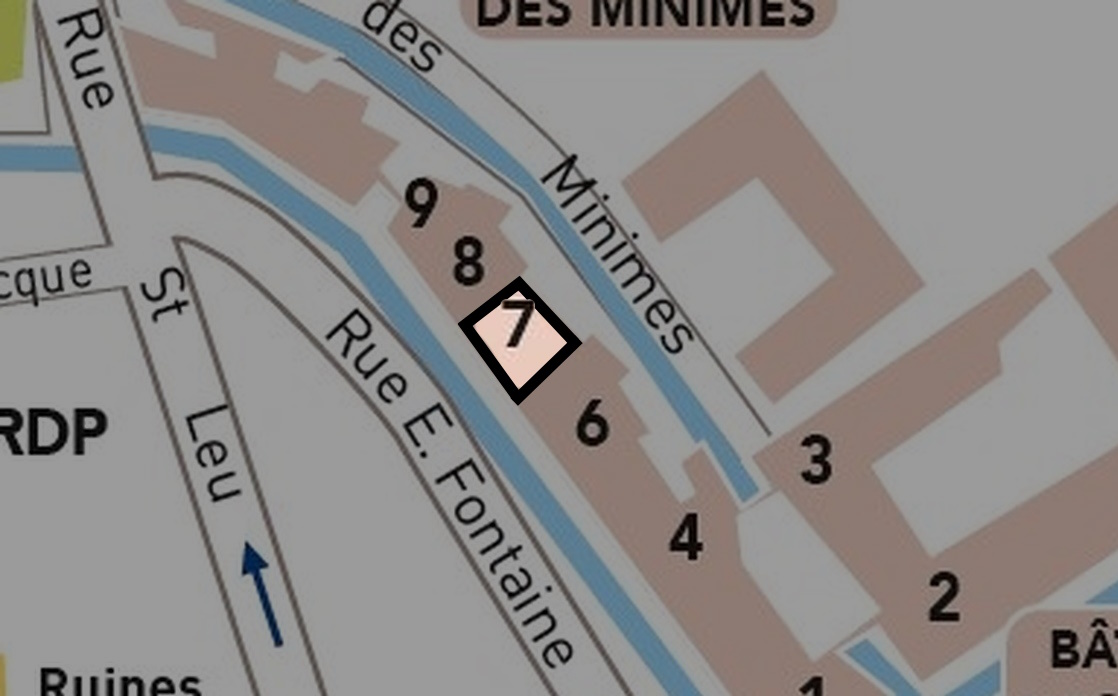 DES MINIMES
Rue
des
Minimes
9
8
7
6
4
3
2
1
cque
St
Leu
Rue E. Fontaine
RDP
BÂ
Ruines